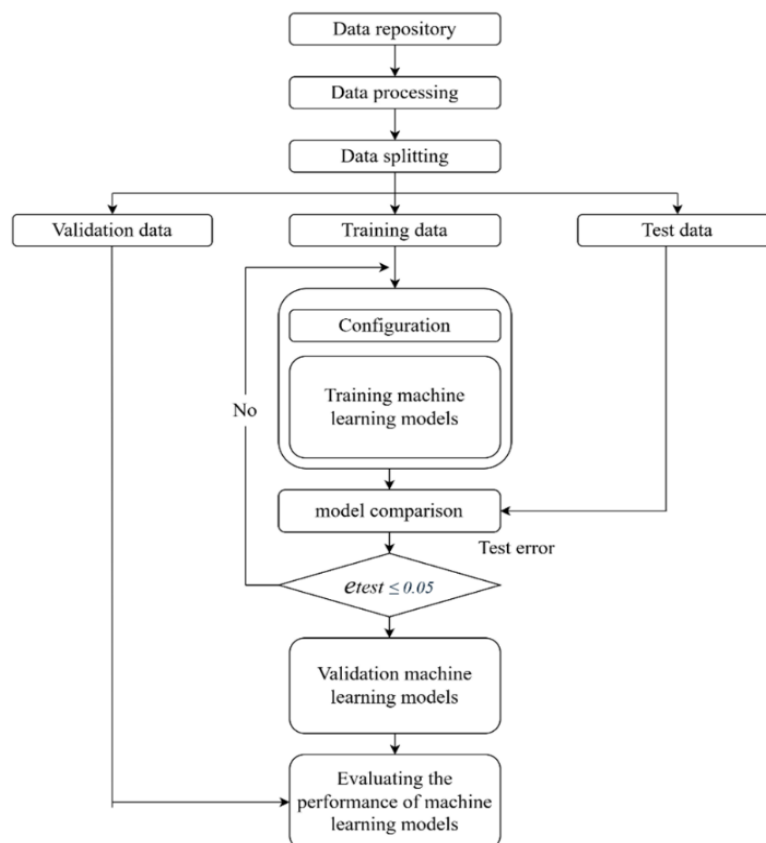 Data repository
Data processing
Data splitting
Validation data
Training data
Test data
Configuration
Training machine
learning models
No
model comparison
Test error
etest ≤ 0.05
Validation machine
learning models
Evaluating the
performance of machine
learning models